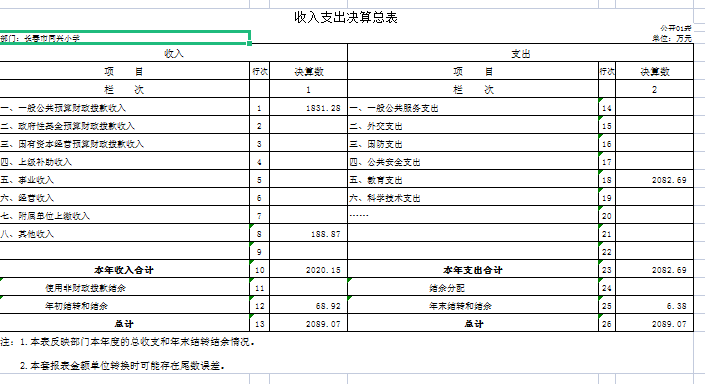 收入支出决算总表
公开01表
部门：长春市同兴小学 单位：万元
收入 支出
项 目 行次 决算数 项 目 行次 决算数
栏 次 1 栏 次 2
一、一般公共预算财政拨款收入 1 1831.28 一、一般公共服务支出 14
二、政府性基金预算财政拨款收入 2 二、外交支出 15
三、国有资本经营预算财政拨款收入 3 三、国防支出 16
四、上级补助收入 4 四、公共安全支出 17
五、事业收入 5 五、教育支出 18 2082.69
六、经营收入 6 六、科学技术支出 19
七、附属单位上缴收入 7 …… 20
八、其他收入 8 188.87 21
9 22
本年收入合计 10 2020.15 本年支出合计 23 2082.69
使用非财政拨款结余 11 结余分配 24
年初结转和结余 12 68.92 年末结转和结余 25 6.38
总计 13 2089.07 总计 26 2089.07
注：1.本表反映部门本年度的总收支和年末结转结余情况。
2.本套报表金额单位转换时可能存在尾数误差。